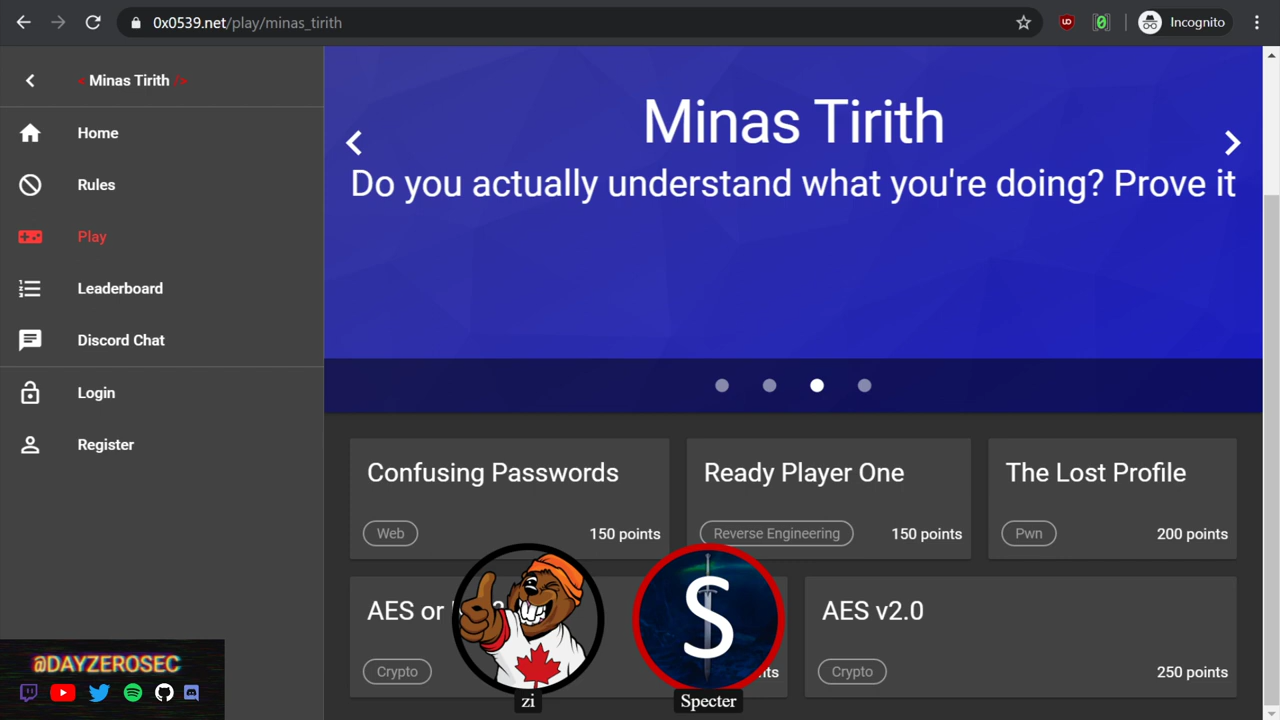 0x0539.net/play/minas_tirith
Incognito
< Minas Tirith />
Home
Rules
Play
Leaderboard
Discord Chat
Login
Register
Minas Tirith
Do you actually understand what you're doing? Prove it
Confusing Passwords
Web
150 points
Ready Player One
Reverse Engineering
150 points
The Lost Profile
Pwn
200 points
AES or
Crypto
AES v2.0
Crypto
250 points
S
zi
Specter
@DAYZEROSEC